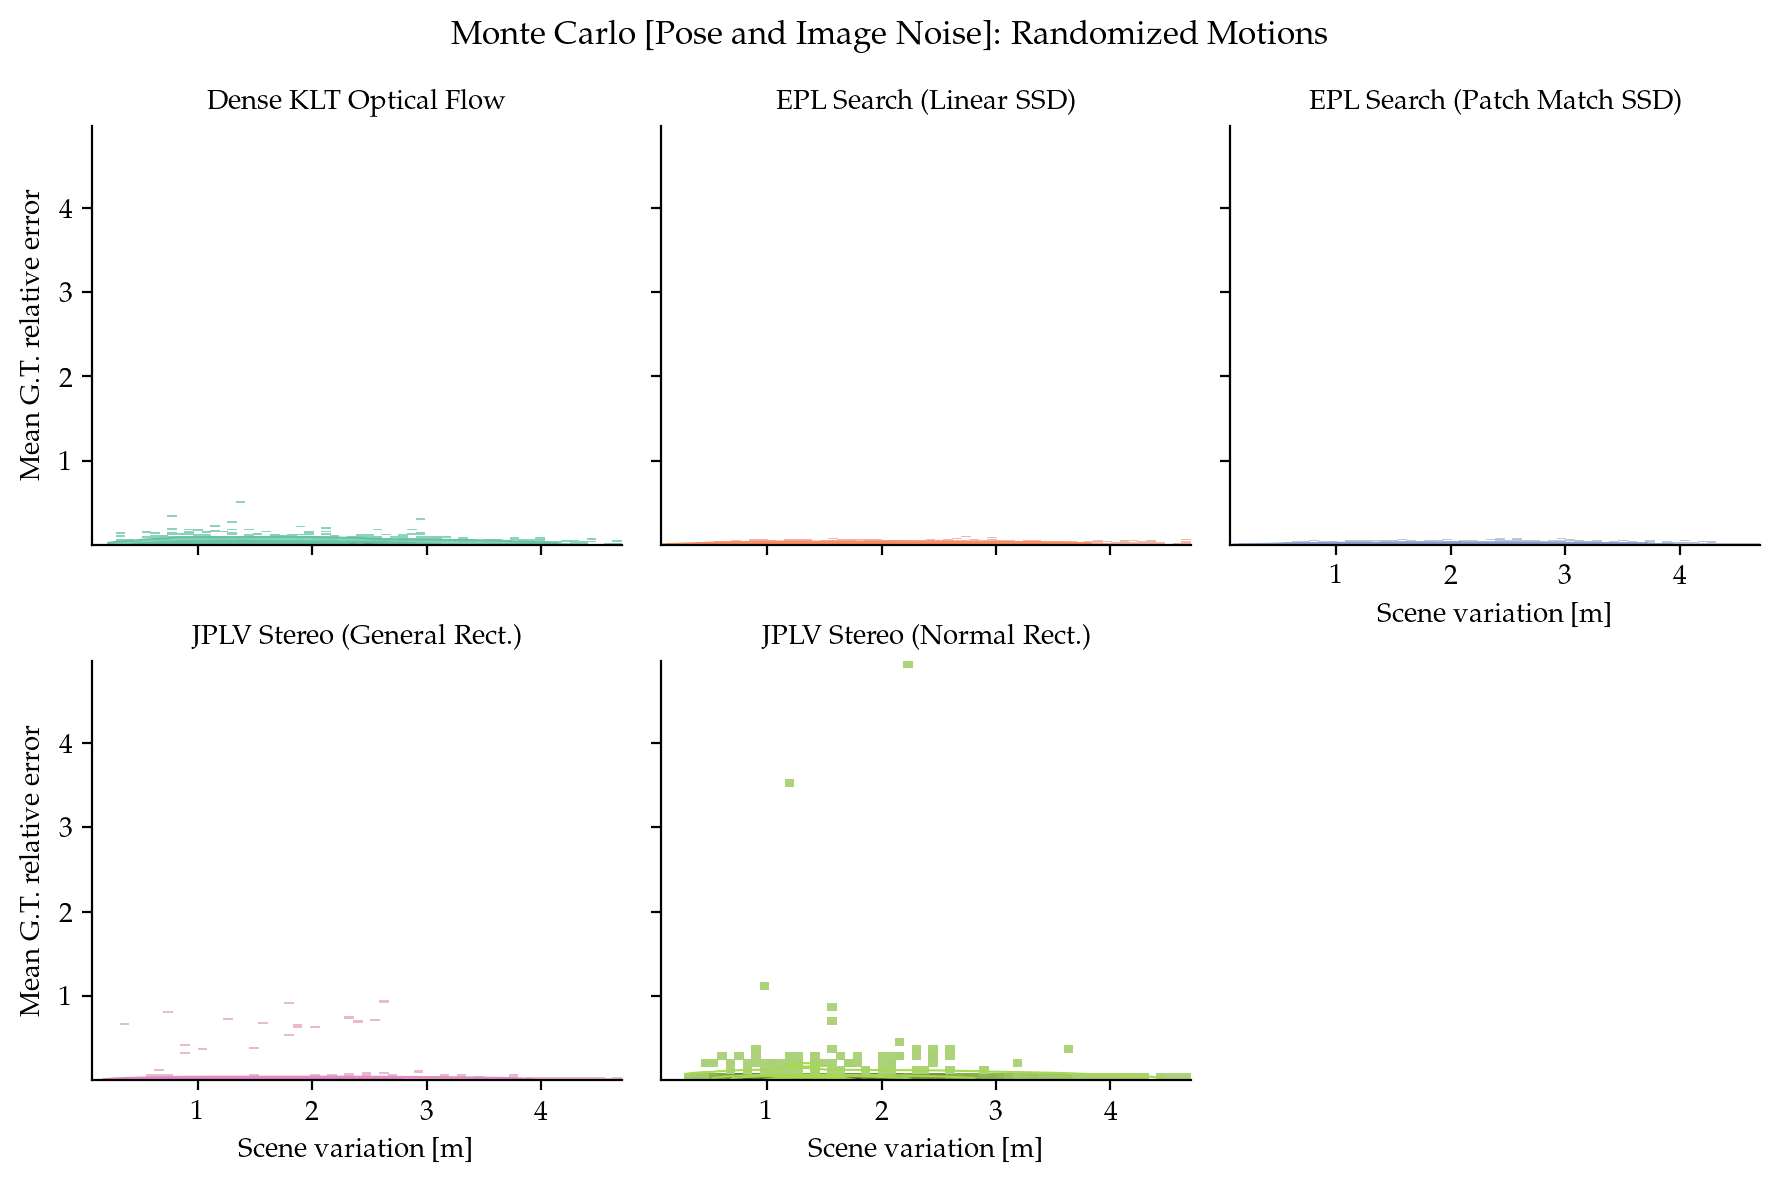 Monte Carlo [Pose and Image Noise]: Randomized Motions
Dense KLT Optical Flow
EPL Search (Linear SSD)
EPL Search (Patch Match SSD)
Mean G.T. relative error
4
3
2
1
1 2 3 4
Scene variation [m]
JPLV Stereo (General Rect.)
JPLV Stereo (Normal Rect.)
Mean G.T. relative error
4
3
2
1
1 2 3 4
1 2 3 4
Scene variation [m]
Scene variation [m]